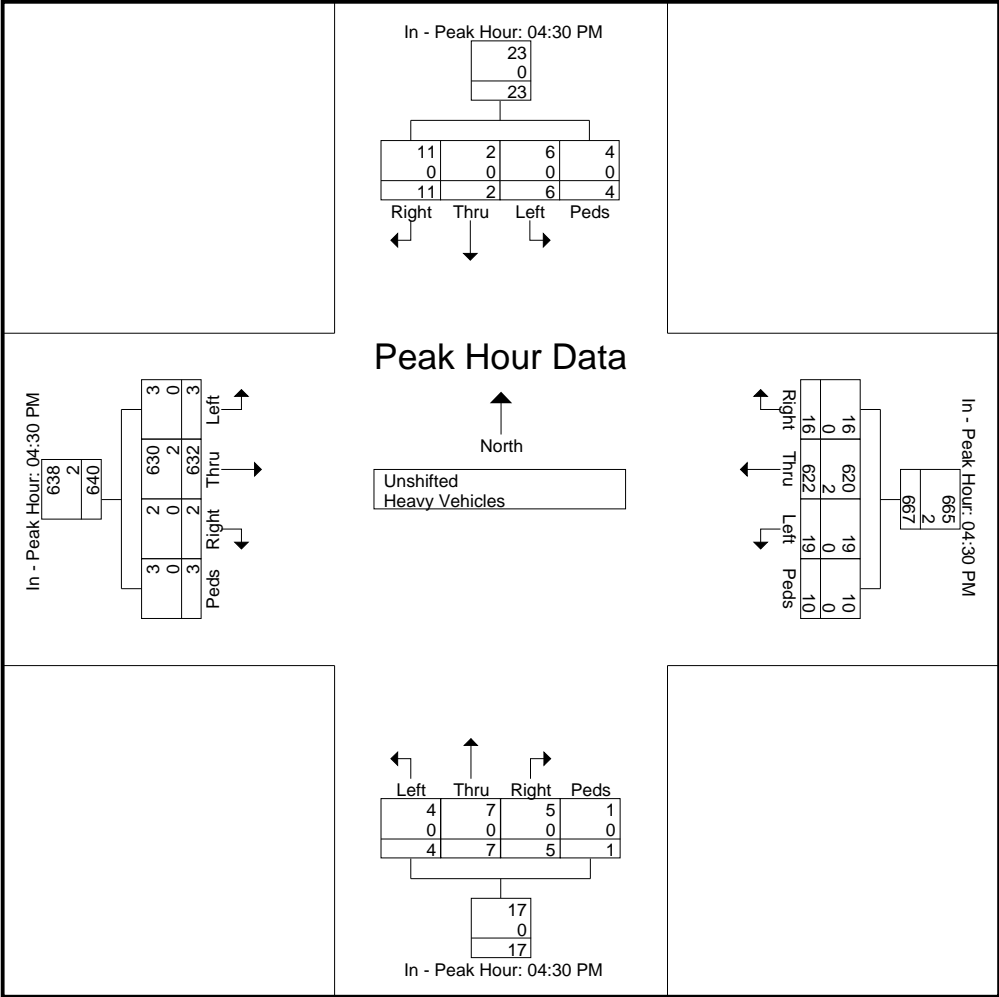 In - Peak Hour: 04:30 PM
23
0
23
11 2 6 4
0 0 0 0
11 2 6 4
Right Thru Left Peds
Peak Hour Data
North
Unshifted
Heavy Vehicles
In - Peak Hour: 04:30 PM
638
2
640
3 630 2 3
0 2 0 0
3 632 2 3
Left Thru Right Peds
In - Peak Hour: 04:30 PM
665
2
667
16 620 19 10
0 2 0 0
16 622 19 10
Right Thru Left Peds
Left Thru Right Peds
4 7 5 1
0 0 0 0
4 7 5 1
17
0
17
In - Peak Hour: 04:30 PM